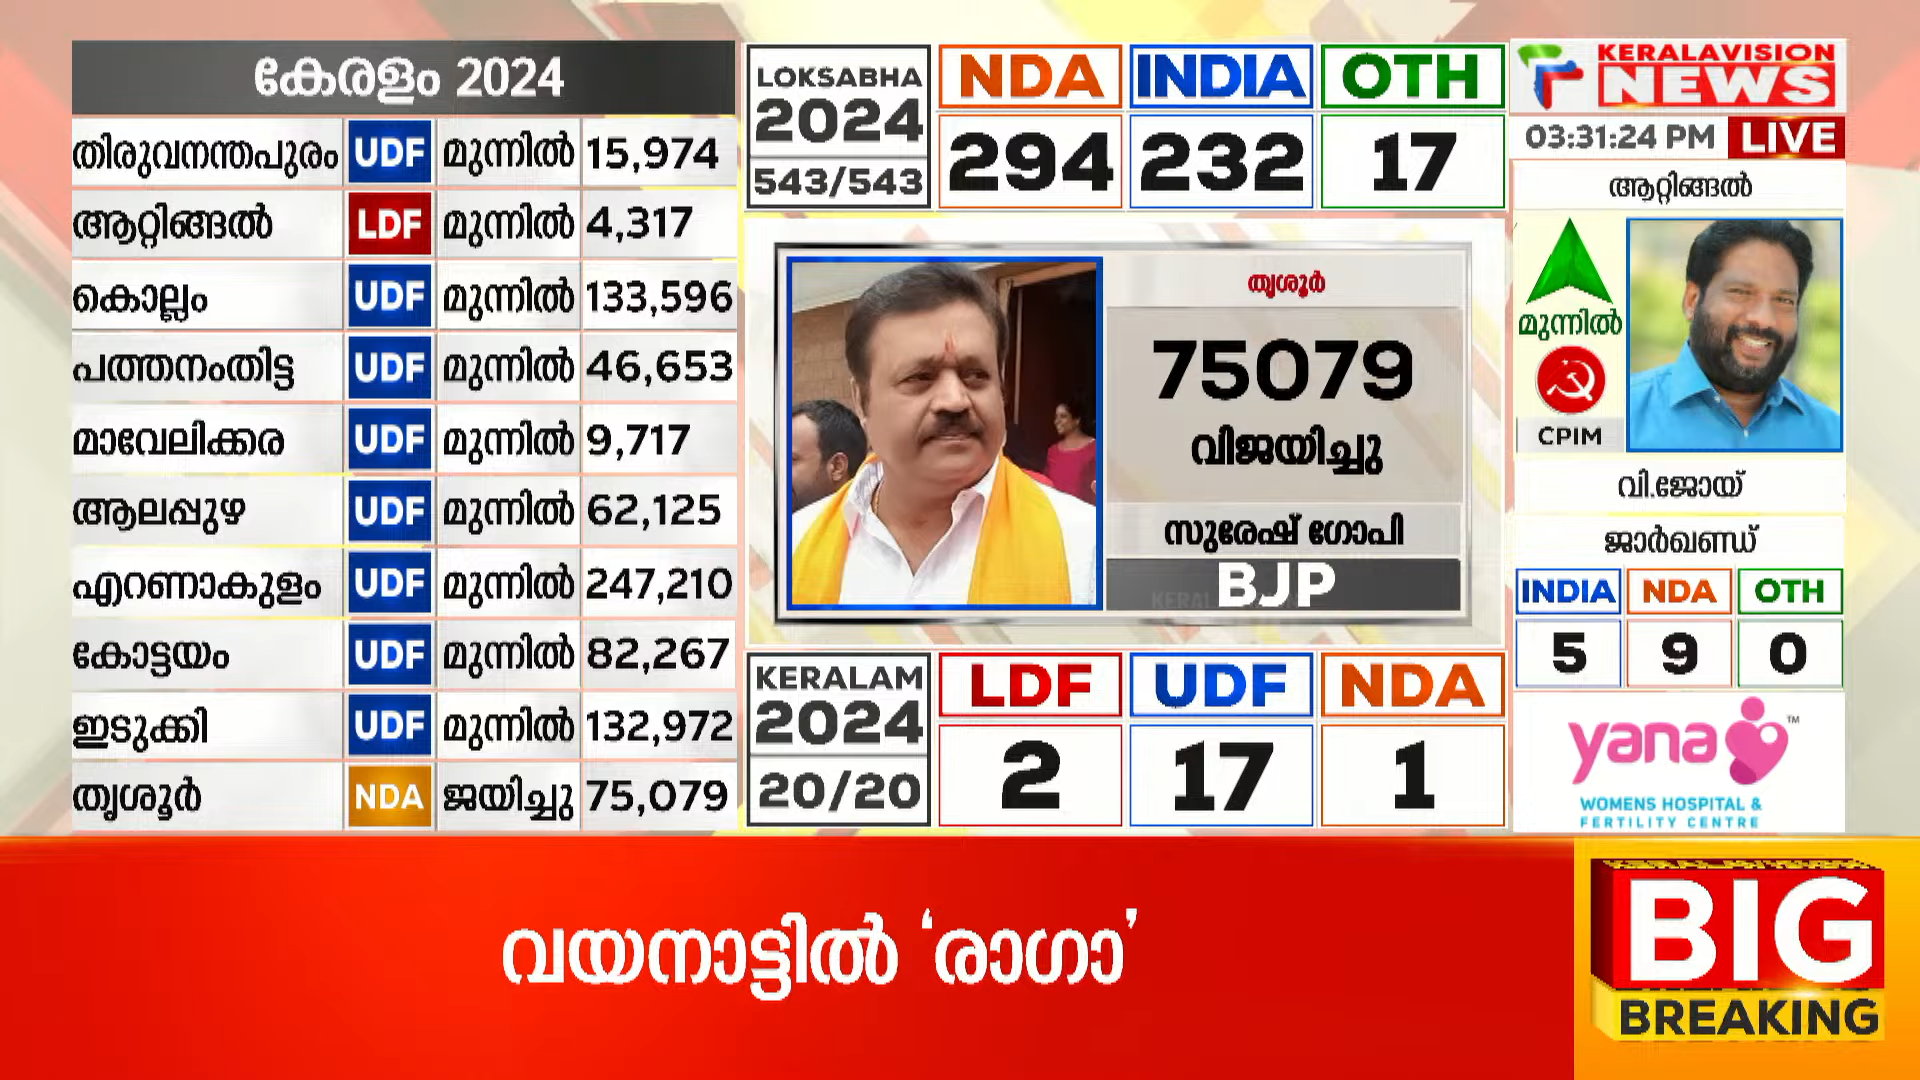 കേരളം 2024
തിരുവനന്തപുരം UDF മുന്നിൽ 15,974
ആറ്റിങ്ങൽ LDF മുന്നിൽ 4,317
കൊല്ലം UDF മുന്നിൽ 133,596
പത്തനംതിട്ട UDF മുന്നിൽ 46,653
മാവേലിക്കര UDF മുന്നിൽ 9,717
ആലപ്പുഴ UDF മുന്നിൽ 62,125
എറണാകുളം UDF മുന്നിൽ 247,210
കോട്ടയം UDF മുന്നിൽ 82,267
ഇടുക്കി UDF മുന്നിൽ 132,972
തൃശൂർ NDA ജയിച്ചു 75,079
LOKSABHA
2024
543/543
NDA INDIA OTH
294 232 17
തൃശൂർ
75079
വിജയിച്ചു
സുരേഷ് ഗോപി
BJP
KERALAM
2024
20/20
LDF UDF NDA
2 17 1
KERALAVISION
NEWS
03:31:24 PM LIVE
ആറ്റിങ്ങൽ
മുന്നിൽ
CPIM
വി.ജോയ്
ജാർഖണ്ഡ്
INDIA NDA OTH
5 9 0
yana™
WOMENS HOSPITAL &
FERTILITY CENTRE
വയനാട്ടിൽ ‘രാഗാ’
BIG
BREAKING